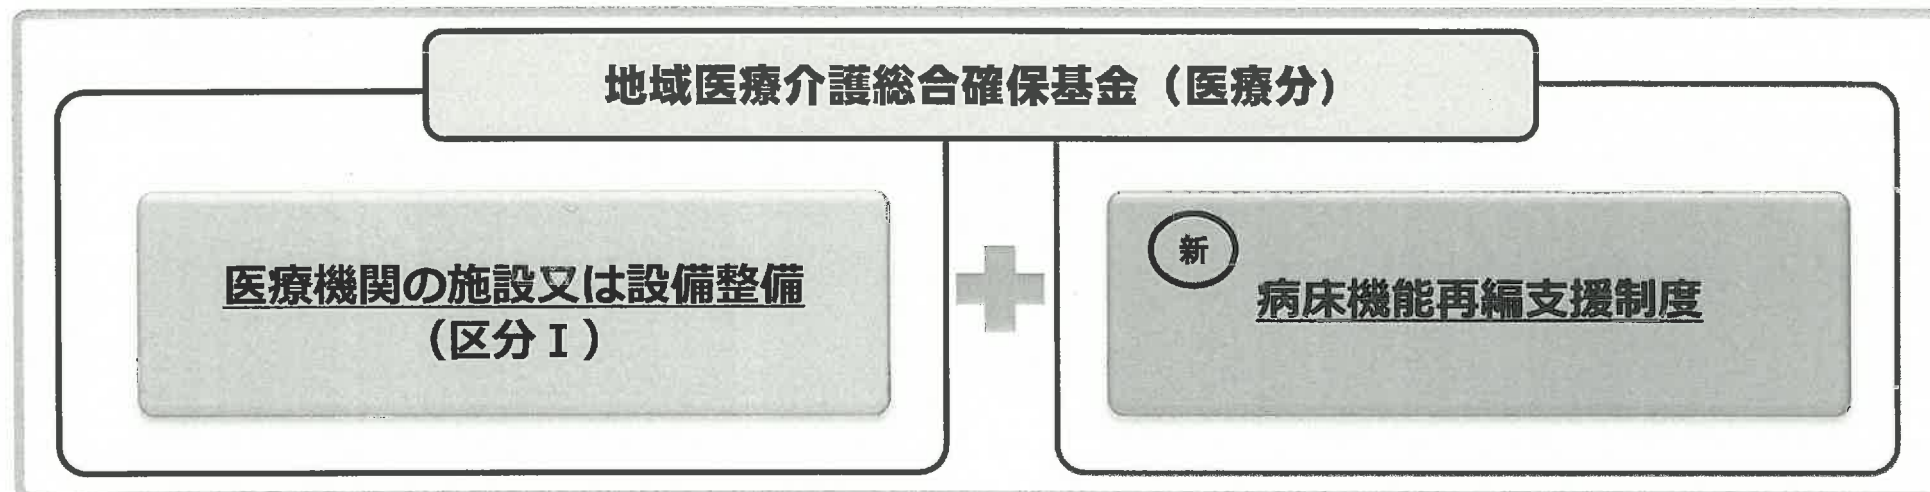 地域医療介護総合確保基金（医療分）
医療機関の施設又は設備整備
（区分Ⅰ）
新
病床機能再編支援制度